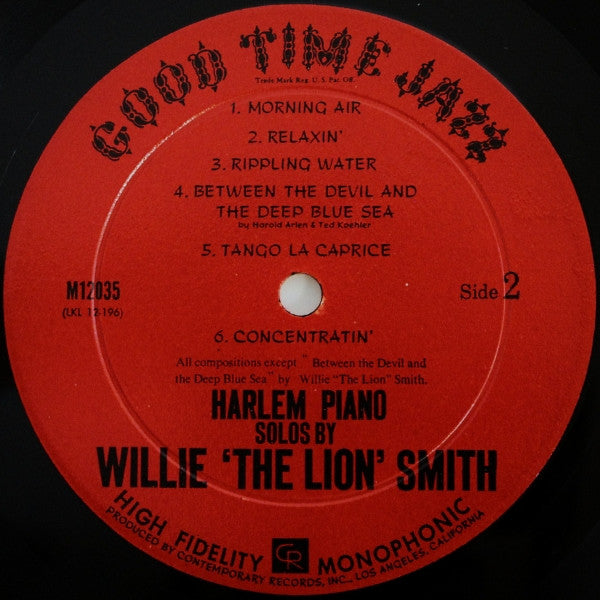 GOOD TIME JAZZ
Trade Mark Reg. U. S. Pac. Off.
1. MORNING AIR
2. RELAXIN'
3. RIPPLING WATER
4. BETWEEN THE DEVIL AND
THE DEEP BLUE SEA
by Harold Arlen & Ted Koehler
5. TANGO LA CAPRICE
M12035
(LKL 12-196)
Side 2
6. CONCENTRATIN'
All compositions except "Between the Devil and
the Deep Blue Sea" by Willie "The Lion" Smith.
HARLEM PIANO
SOLOS BY
WILLIE 'THE LION' SMITH
HIGH FIDELITY CR MONOPHONIC
PRODUCED BY CONTEMPORARY RECORDS, INC., LOS ANGELES, CALIFORNIA